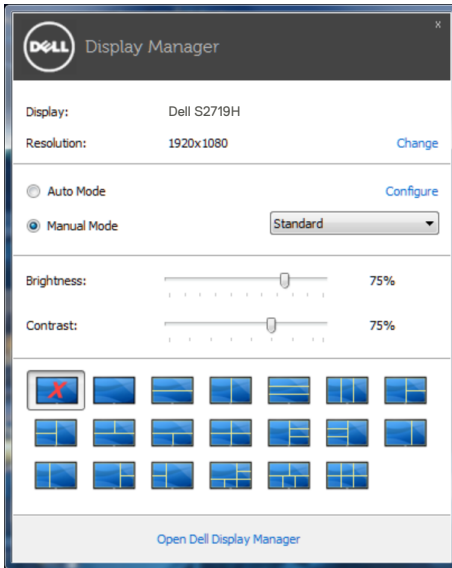 DELL Display Manager x
Display: Dell S2719H
Resolution: 1920x1080 Change
Auto Mode Configure
Manual Mode Standard
Brightness: 75%
Contrast: 75%
Open Dell Display Manager